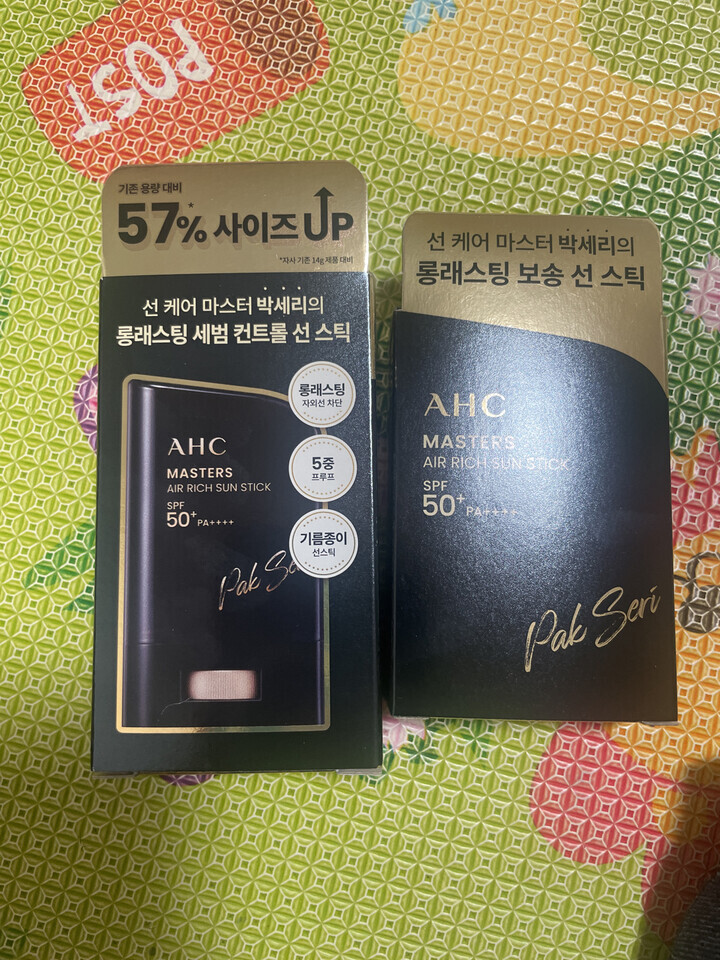 POST
기존 용량 대비
57%* 사이즈 UP
*자사 기존 14g 제품 대비
선 케어 마스터 박세리의
롱래스팅 세범 컨트롤 선 스틱
롱래스팅
자외선 차단
5중
프루프
기름종이
선스틱
AHC
MASTERS
AIR RICH SUN STICK
SPF
50+ PA++++
Pak Se
선 케어 마스터 박세리의
롱래스팅 보송 선 스틱
AHC
MASTERS
AIR RICH SUN STICK
SPF
50+ PA++++
Pak Seri